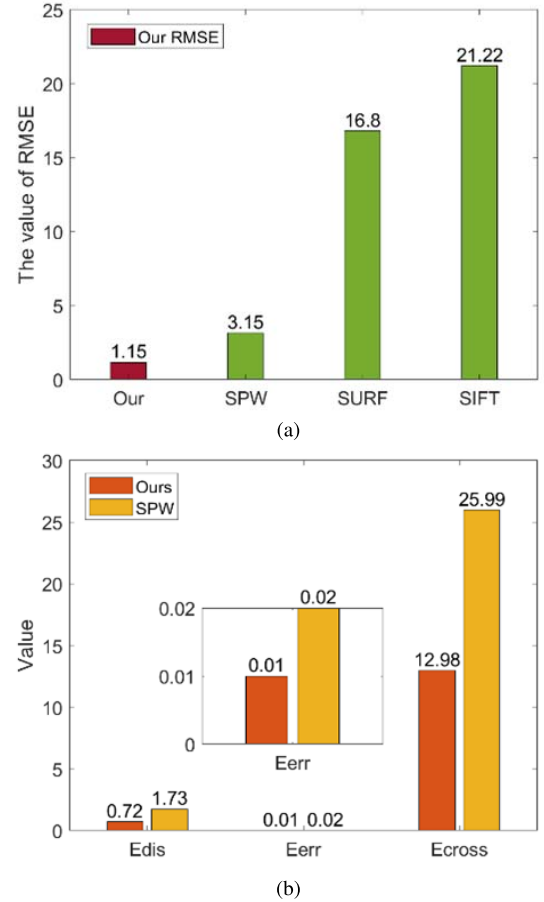 25
20
15
10
5
0
The value of RMSE
Our RMSE
1.15
3.15
16.8
21.22
Our SPW SURF SIFT
(a)
30
25
20
15
10
5
0
Value
Ours
SPW
0.72 1.73
0.01 0.02
12.98
25.99
0.02
0.01
0
0.01
0.02
Eerr
Edis Eerr Ecross
(b)